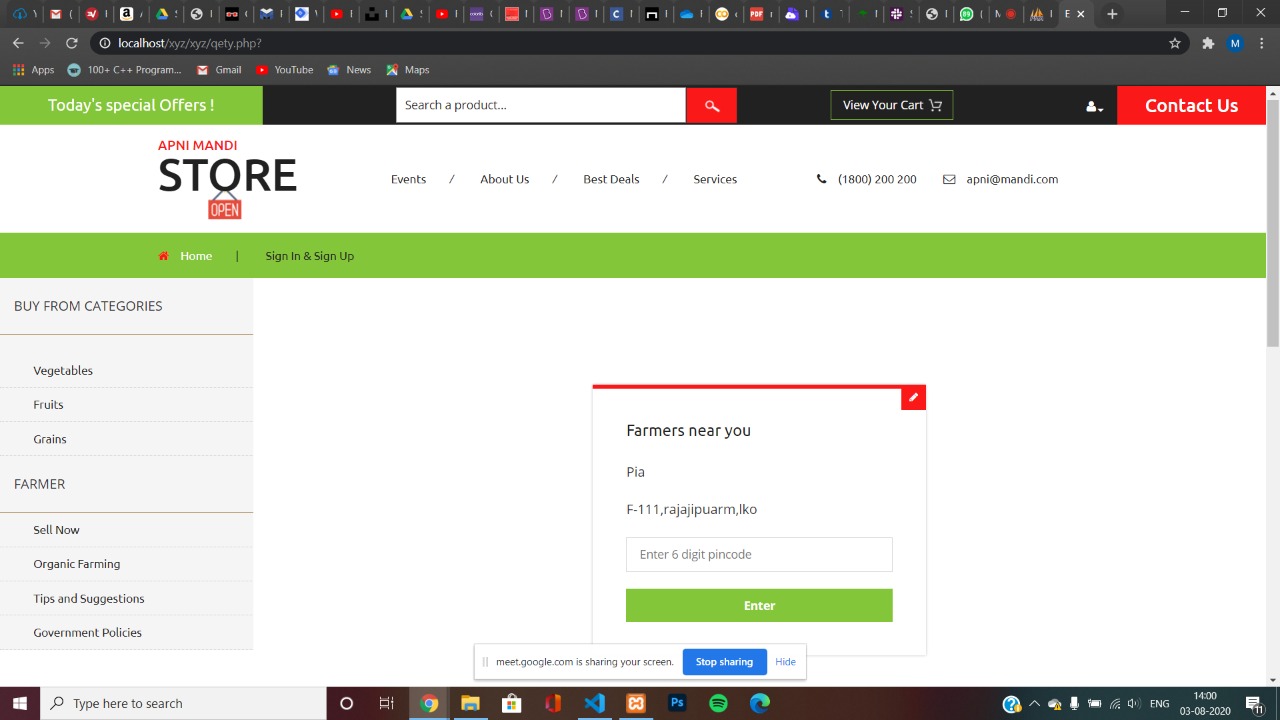 localhost/xyz/xyz/qety.php?
M
Apps
100+ C++ Program...
Gmail
YouTube
News
Maps
Today's special Offers !
Search a product...
View Your Cart
Contact Us
APNI MANDI
STORE
OPEN
Events / About Us / Best Deals / Services
(1800) 200 200
apni@mandi.com
Home | Sign In & Sign Up
BUY FROM CATEGORIES
Vegetables
Fruits
Grains
FARMER
Sell Now
Organic Farming
Tips and Suggestions
Government Policies
Farmers near you
Pia
F-111,rajajipuarm,lko
Enter 6 digit pincode
Enter
meet.google.com is sharing your screen.
Stop sharing
Hide
Type here to search
ENG
14:00
03-08-2020
11